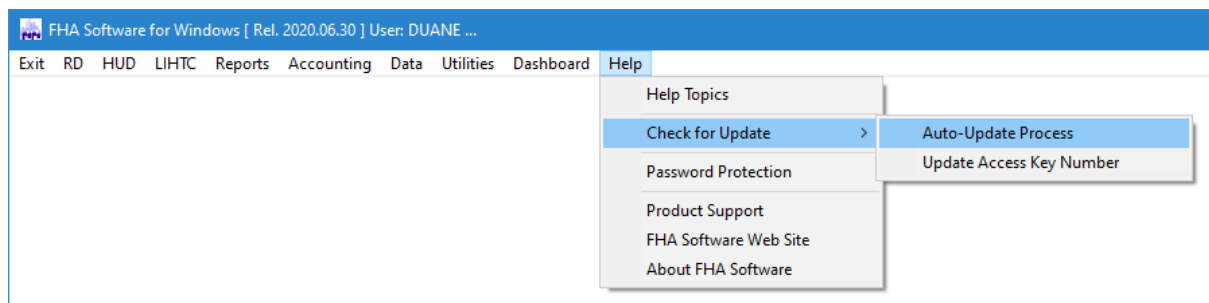 FHA Software for Windows [ Rel. 2020.06.30 ] User: DUANE ...
Exit RD HUD LIHTC Reports Accounting Data Utilities Dashboard Help
Help Topics
Check for Update >
Auto-Update Process
Update Access Key Number
Password Protection
Product Support
FHA Software Web Site
About FHA Software